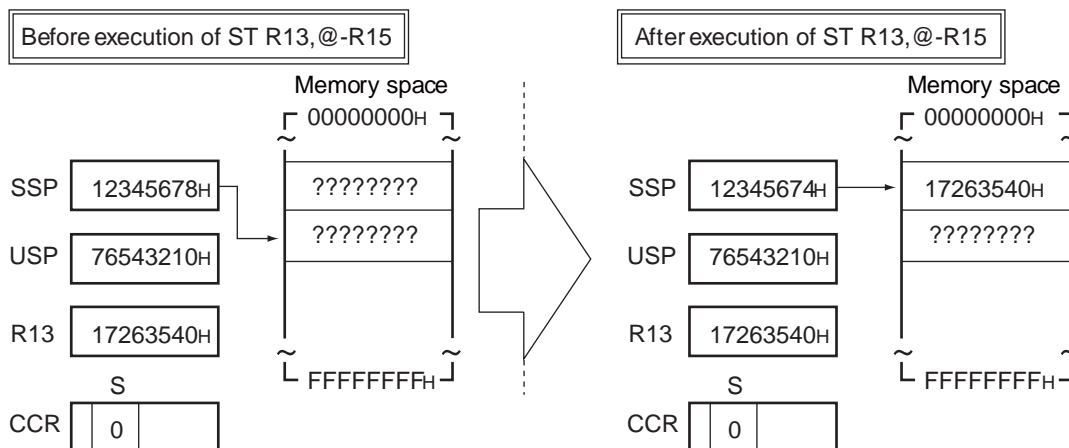 Before execution of ST R13,@-R15
Memory space
00000000H
SSP 12345678H ????????
????????
USP 76543210H
R13 17263540H
FFFFFFFFH
S
CCR 0
After execution of ST R13,@-R15
Memory space
00000000H
SSP 12345674H 17263540H
????????
USP 76543210H
R13 17263540H
FFFFFFFFH
S
CCR 0